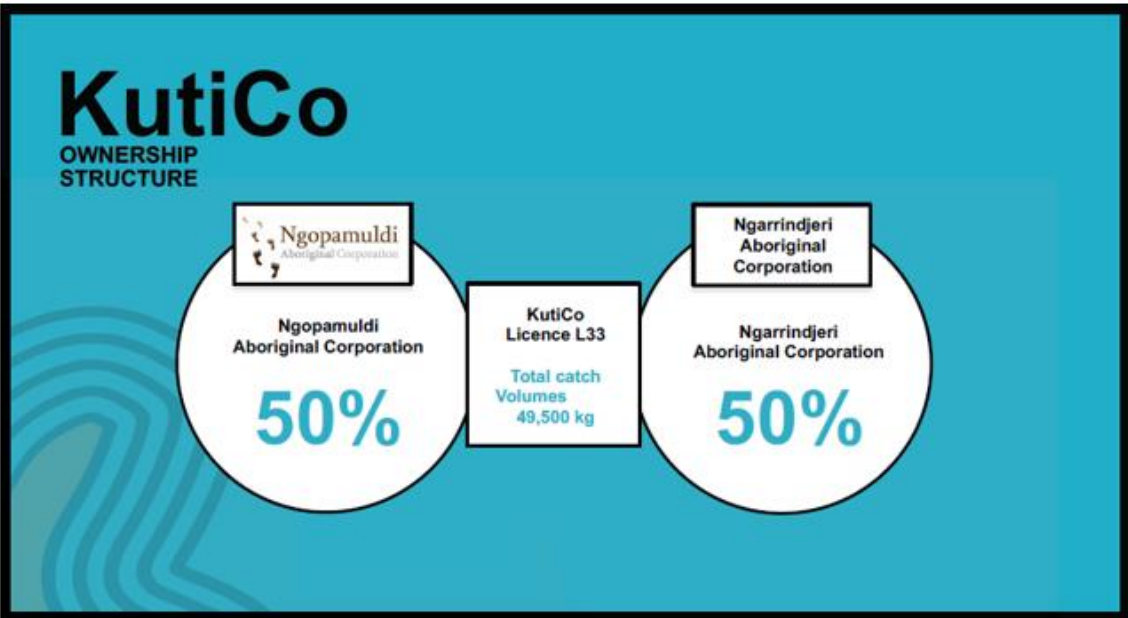 KutiCo
OWNERSHIP
STRUCTURE
Ngopamuldi
Aboriginal Corporation
Ngopamuldi
Aboriginal Corporation
50%
KutiCo
Licence L33
Total catch
Volumes
49,500 kg
Ngarrindjeri
Aboriginal
Corporation
Ngarrindjeri
Aboriginal Corporation
50%